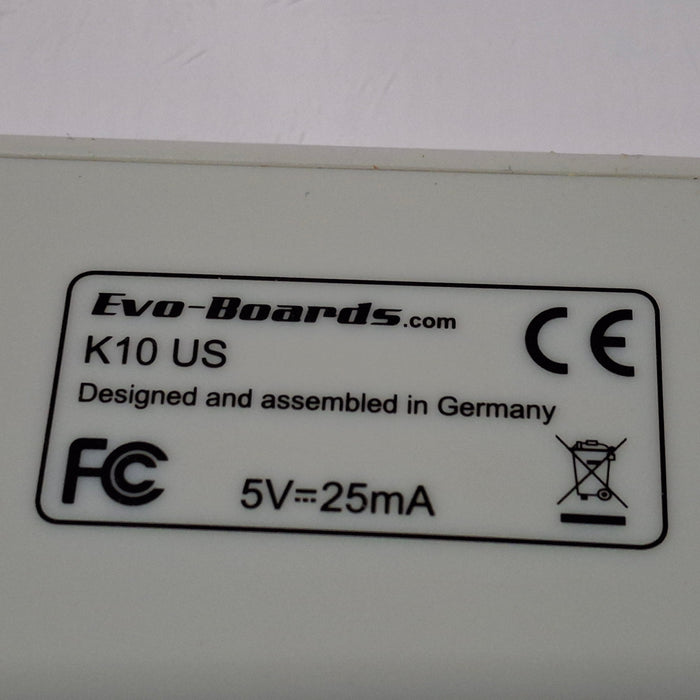 Evo-Boards.com
K10 US
Designed and assembled in Germany
CE
FC
5V⎓25mA